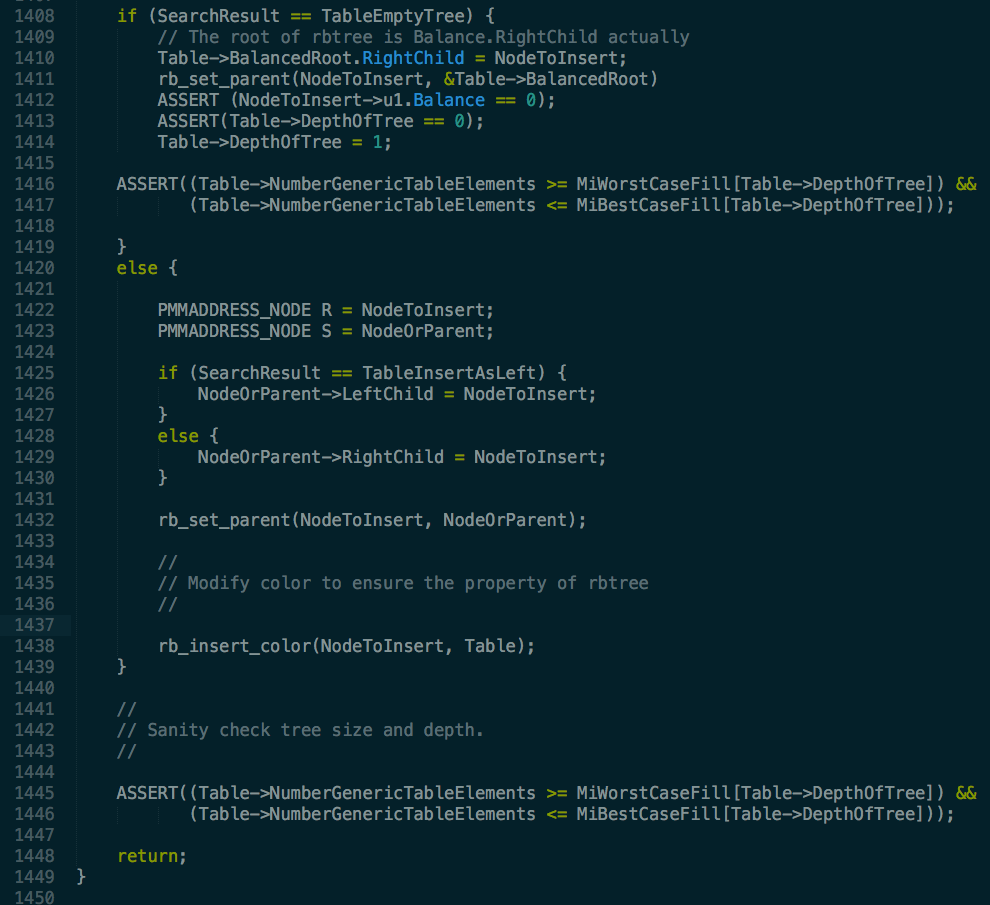 1408 if (SearchResult == TableEmptyTree) {
1409 // The root of rbtree is Balance.RightChild actually
1410 Table->BalancedRoot.RightChild = NodeToInsert;
1411 rb_set_parent(NodeToInsert, &Table->BalancedRoot)
1412 ASSERT (NodeToInsert->u1.Balance == 0);
1413 ASSERT(Table->DepthOfTree == 0);
1414 Table->DepthOfTree = 1;
1415
1416 ASSERT((Table->NumberGenericTableElements >= MiWorstCaseFill[Table->DepthOfTree]) &&
1417 (Table->NumberGenericTableElements <= MiBestCaseFill[Table->DepthOfTree]));
1418
1419 }
1420 else {
1421
1422 PMMADDRESS_NODE R = NodeToInsert;
1423 PMMADDRESS_NODE S = NodeOrParent;
1424
1425 if (SearchResult == TableInsertAsLeft) {
1426 NodeOrParent->LeftChild = NodeToInsert;
1427 }
1428 else {
1429 NodeOrParent->RightChild = NodeToInsert;
1430 }
1431
1432 rb_set_parent(NodeToInsert, NodeOrParent);
1433
1434 //
1435 // Modify color to ensure the property of rbtree
1436 //
1437
1438 rb_insert_color(NodeToInsert, Table);
1439 }
1440
1441 //
1442 // Sanity check tree size and depth.
1443 //
1444
1445 ASSERT((Table->NumberGenericTableElements >= MiWorstCaseFill[Table->DepthOfTree]) &&
1446 (Table->NumberGenericTableElements <= MiBestCaseFill[Table->DepthOfTree]));
1447
1448 return;
1449 }
1450